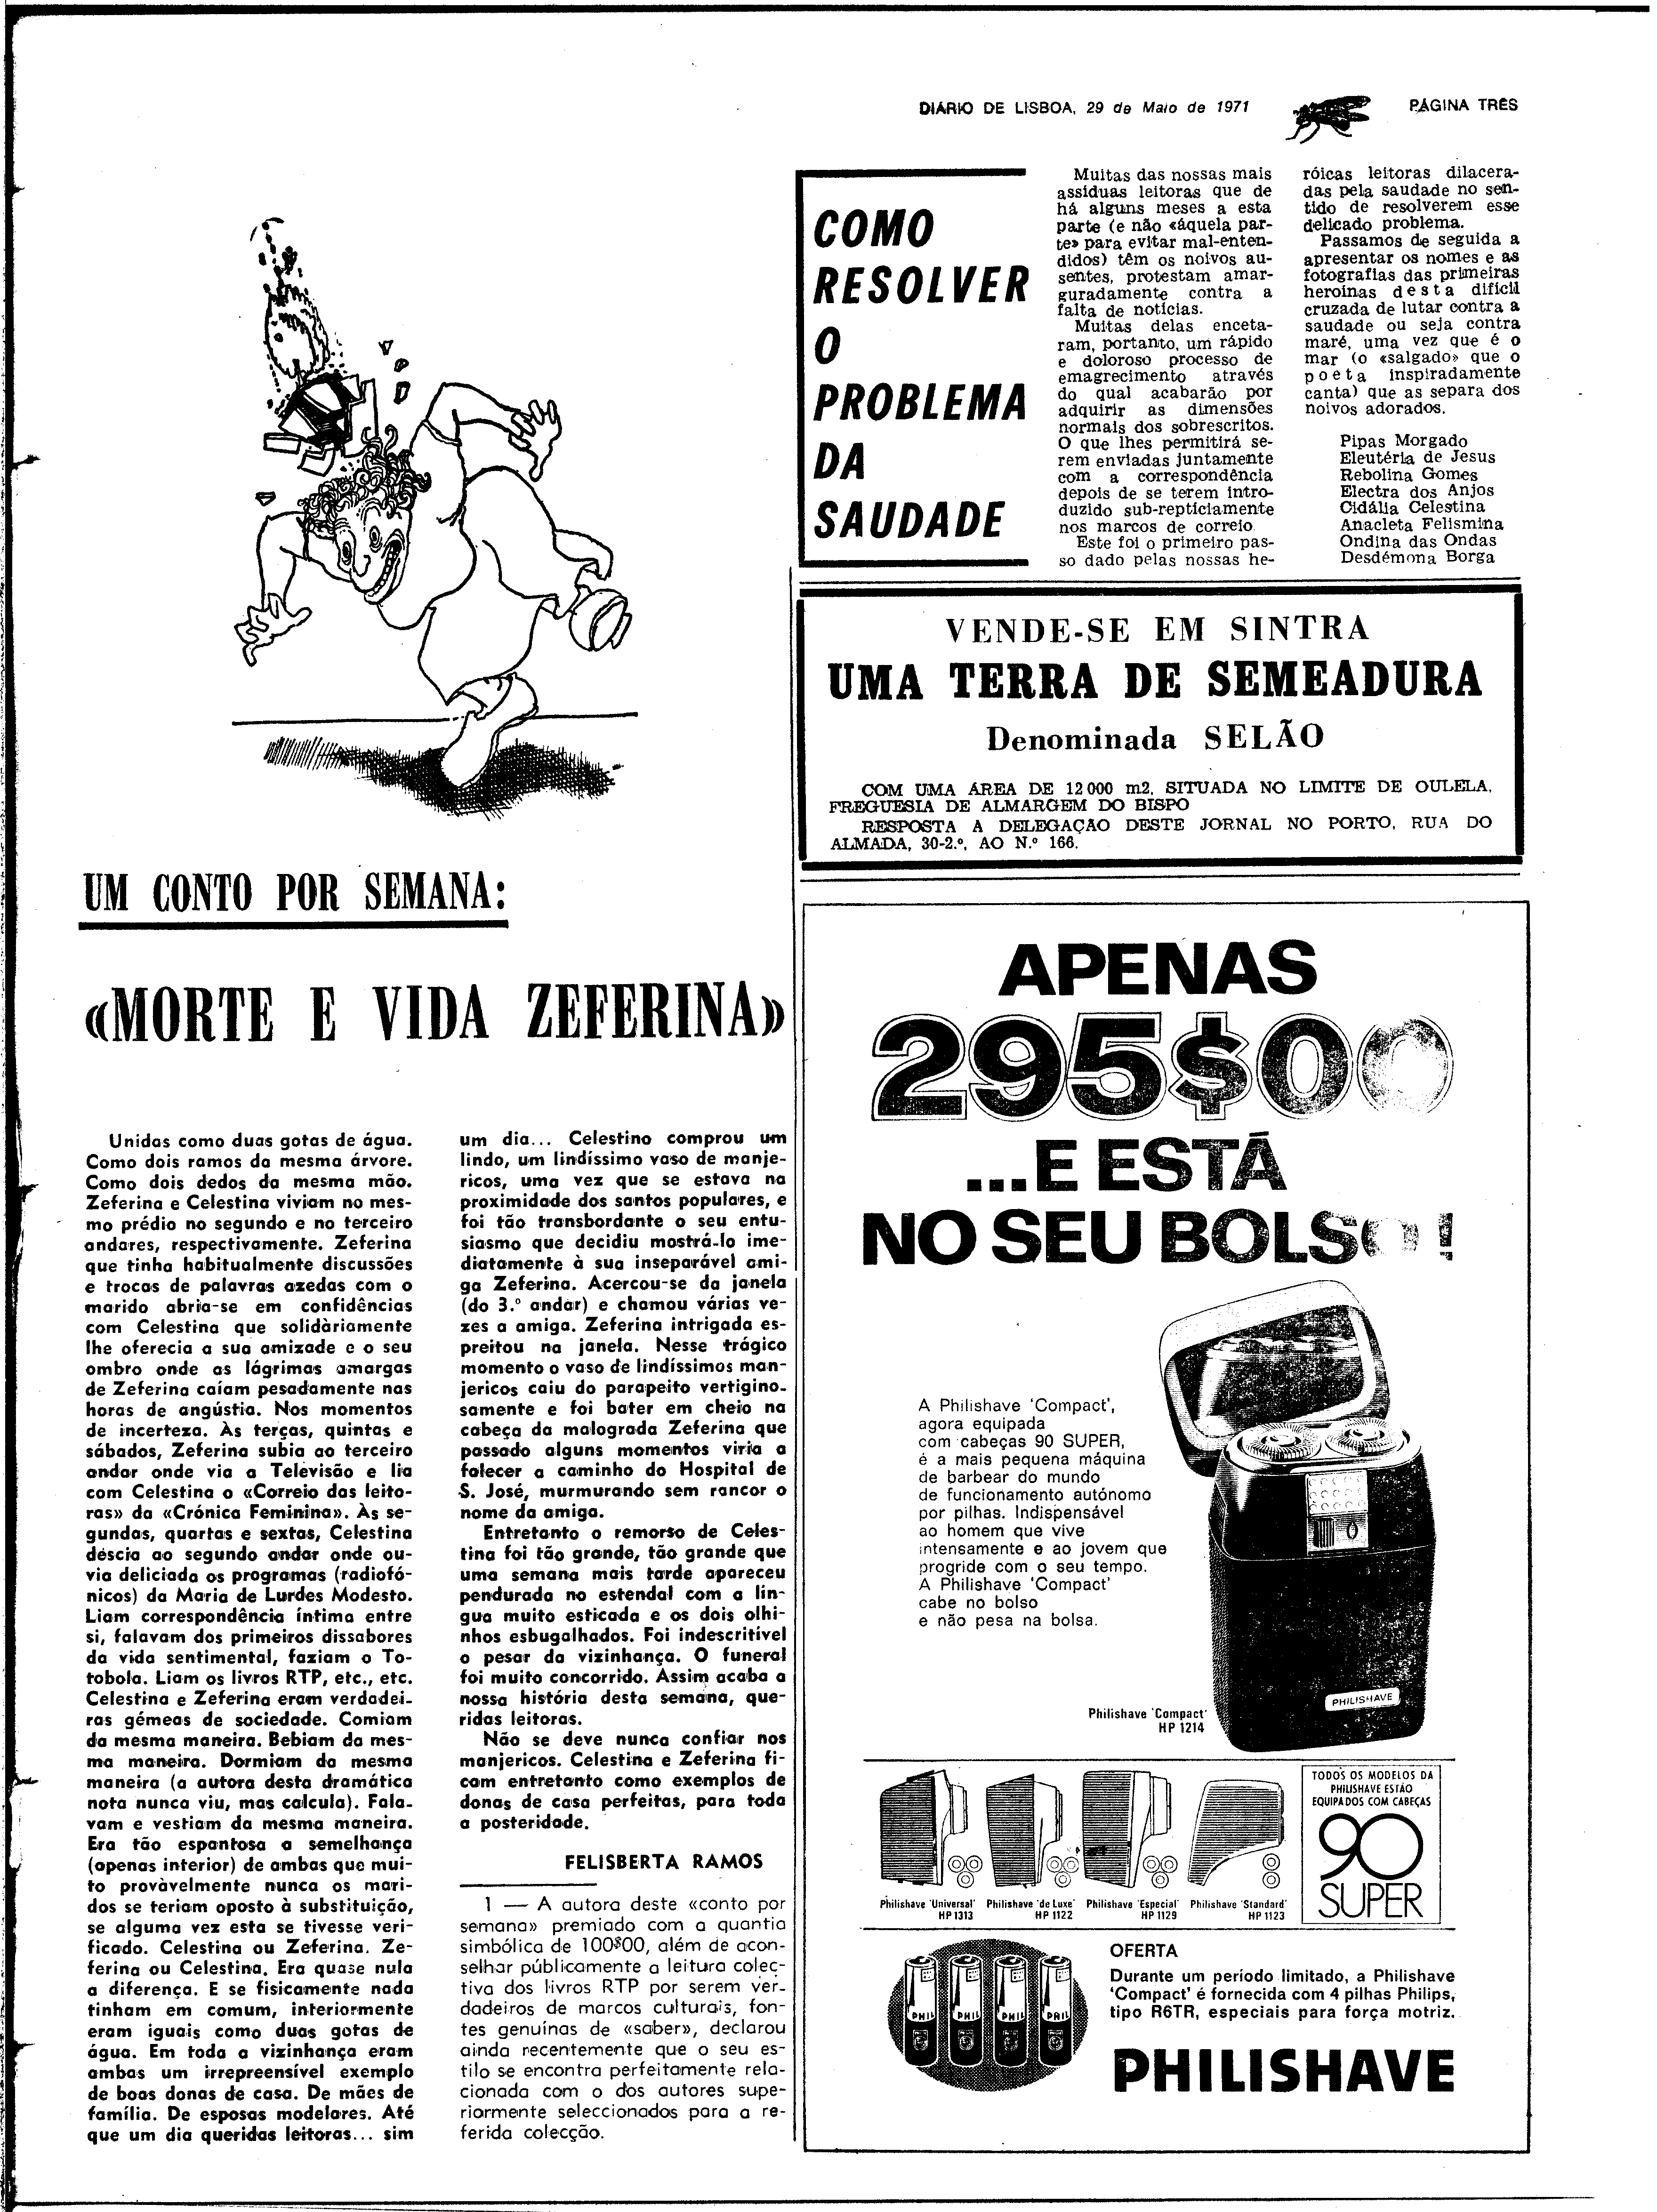 DIÁRIO DE LISBOA, 29 de Maio de 1971
PÁGINA TRÊS
COMO
RESOLVER
O
PROBLEMA
DA
SAUDADE
Muitas das nossas mais
assíduas leitoras que de
há alguns meses a esta
parte (e não «àquela par-
te» para evitar mal-enten-
didos) têm os noivos au-
sentes, protestam amar-
guradamente contra a
falta de notícias.
Muitas delas enceta-
ram, portanto, um rápido
e doloroso processo de
emagrecimento através
do qual acabarão por
adquirir as dimensões
normais dos sobrescritos.
O que lhes permitirá se-
rem enviadas juntamente
com a correspondência
depois de se terem intro-
duzido sub-repticiamente
nos marcos de correio.
Este foi o primeiro pas-
so dado pelas nossas he-
róicas leitoras dilacera-
das pela saudade no sen-
tido de resolverem esse
delicado problema.
Passamos de seguida a
apresentar os nomes e as
fotografias das primeiras
heroínas desta difícil
cruzada de lutar contra a
saudade ou seja contra
maré, uma vez que é o
mar (o «salgado» que o
poeta inspiradamente
canta) que as separa dos
noivos adorados.
Pipas Morgado
Eleutéria de Jesus
Rebolina Gomes
Electra dos Anjos
Cidália Celestina
Anacleta Felismina
Ondina das Ondas
Desdémona Borga
VENDE-SE EM SINTRA
UMA TERRA DE SEMEADURA
Denominada SELÃO
COM UMA ÁREA DE 12 000 m2, SITUADA NO LIMITE DE OULELA,
FREGUESIA DE ALMARGEM DO BISPO
RESPOSTA A DELEGAÇÃO DESTE JORNAL NO PORTO, RUA DO
ALMADA, 30-2.º, AO N.º 166.
UM CONTO POR SEMANA:
«MORTE E VIDA ZEFERINA»
Unidas como duas gotas de água.
Como dois ramos da mesma árvore.
Como dois dedos da mesma mão.
Zeferina e Celestina viviam no mes-
mo prédio no segundo e no terceiro
andares, respectivamente. Zeferina
que tinha habitualmente discussões
e trocas de palavras azedas com o
marido abria-se em confidências
com Celestina que solidàriamente
lhe oferecia a sua amizade e o seu
ombro onde as lágrimas amargas
de Zeferina caíam pesadamente nas
horas de angústia. Nos momentos
de incerteza. Às terças, quintas e
sábados, Zeferina subia ao terceiro
andar onde via a Televisão e lia
com Celestina o «Correio das leito-
ras» da «Crónica Feminina». Às se-
gundas, quartas e sextas, Celestina
descia ao segundo andar onde ou-
via deliciada os programas (radiofó-
nicos) da Maria de Lurdes Modesto.
Liam correspondência íntima entre
si, falavam dos primeiros dissabores
da vida sentimental, faziam o To-
tobola. Liam os livros RTP, etc., etc.
Celestina e Zeferina eram verdadei-
ras gémeas de sociedade. Comiam
da mesma maneira. Bebiam da mes-
ma maneira. Dormiam da mesma
maneira (a autora desta dramática
nota nunca viu, mas calcula). Fala-
vam e vestiam da mesma maneira.
Era tão espantosa a semelhança
(apenas interior) de ambas que mui-
to provàvelmente nunca os mari-
dos se teriam oposto à substituição,
se alguma vez esta se tivesse veri-
ficado. Celestina ou Zeferina. Ze-
ferina ou Celestina. Era quase nula
a diferença. E se fisicamente nada
tinham em comum, interiormente
eram iguais como duas gotas de
água. Em toda a vizinhança eram
ambas um irrepreensível exemplo
de boas donas de casa. De mães de
família. De esposas modelares. Até
que um dia queridas leitoras... sim
um dia... Celestino comprou um
lindo, um lindíssimo vaso de manje-
ricos, uma vez que se estava na
proximidade dos santos populares, e
foi tão transbordante o seu entu-
siasmo que decidiu mostrá-lo ime-
diatamente à sua inseparável ami-
ga Zeferina. Acercou-se da janela
(do 3.º andar) e chamou várias ve-
zes a amiga. Zeferina intrigada es-
preitou na janela. Nesse trágico
momento o vaso de lindíssimos man-
jericos caiu do parapeito vertigino-
samente e foi bater em cheio na
cabeça da malograda Zeferina que
passado alguns momentos viria a
falecer a caminho do Hospital de
S. José, murmurando sem rancor o
nome da amiga.
Entretanto o remorso de Celes-
tina foi tão grande, tão grande que
uma semana mais tarde apareceu
pendurada no estendal com a lín-
gua muito esticada e os dois olhi-
nhos esbugalhados. Foi indescritível
o pesar da vizinhança. O funeral
foi muito concorrido. Assim acaba a
nossa história desta semana, que-
ridas leitoras.
Não se deve nunca confiar nos
manjericos. Celestina e Zeferina fi-
cam entretanto como exemplos de
donas de casa perfeitas, para toda
a posteridade.
FELISBERTA RAMOS
1 — A autora deste «conto por
semana» premiado com a quantia
simbólica de 100$00, além de acon-
selhar pùblicamente a leitura colec-
tiva dos livros RTP por serem ver-
dadeiros de marcos culturais, fon-
tes genuínas de «saber», declarou
ainda recentemente que o seu es-
tilo se encontra perfeitamente rela-
cionada com o dos autores supe-
riormente seleccionados para a re-
ferida colecção.
APENAS
295$00
...E ESTÁ
NO SEU BOLSO!
A Philishave 'Compact',
agora equipada
com cabeças 90 SUPER,
é a mais pequena máquina
de barbear do mundo
de funcionamento autónomo
por pilhas. Indispensável
ao homem que vive
intensamente e ao jovem que
progride com o seu tempo.
A Philishave 'Compact'
cabe no bolso
e não pesa na bolsa.
PHILISHAVE
Philishave 'Compact'
HP 1214
Philishave 'Universal'
HP 1313
Philishave 'de Luxe'
HP 1122
Philishave 'Especial'
HP 1129
Philishave 'Standard'
HP 1123
TODOS OS MODELOS DA
PHILISHAVE ESTÃO
EQUIPADOS COM CABEÇAS
90
SUPER
PHIL PHIL PHIL PHIL
OFERTA
Durante um período limitado, a Philishave
'Compact' é fornecida com 4 pilhas Philips,
tipo R6TR, especiais para força motriz.
PHILISHAVE